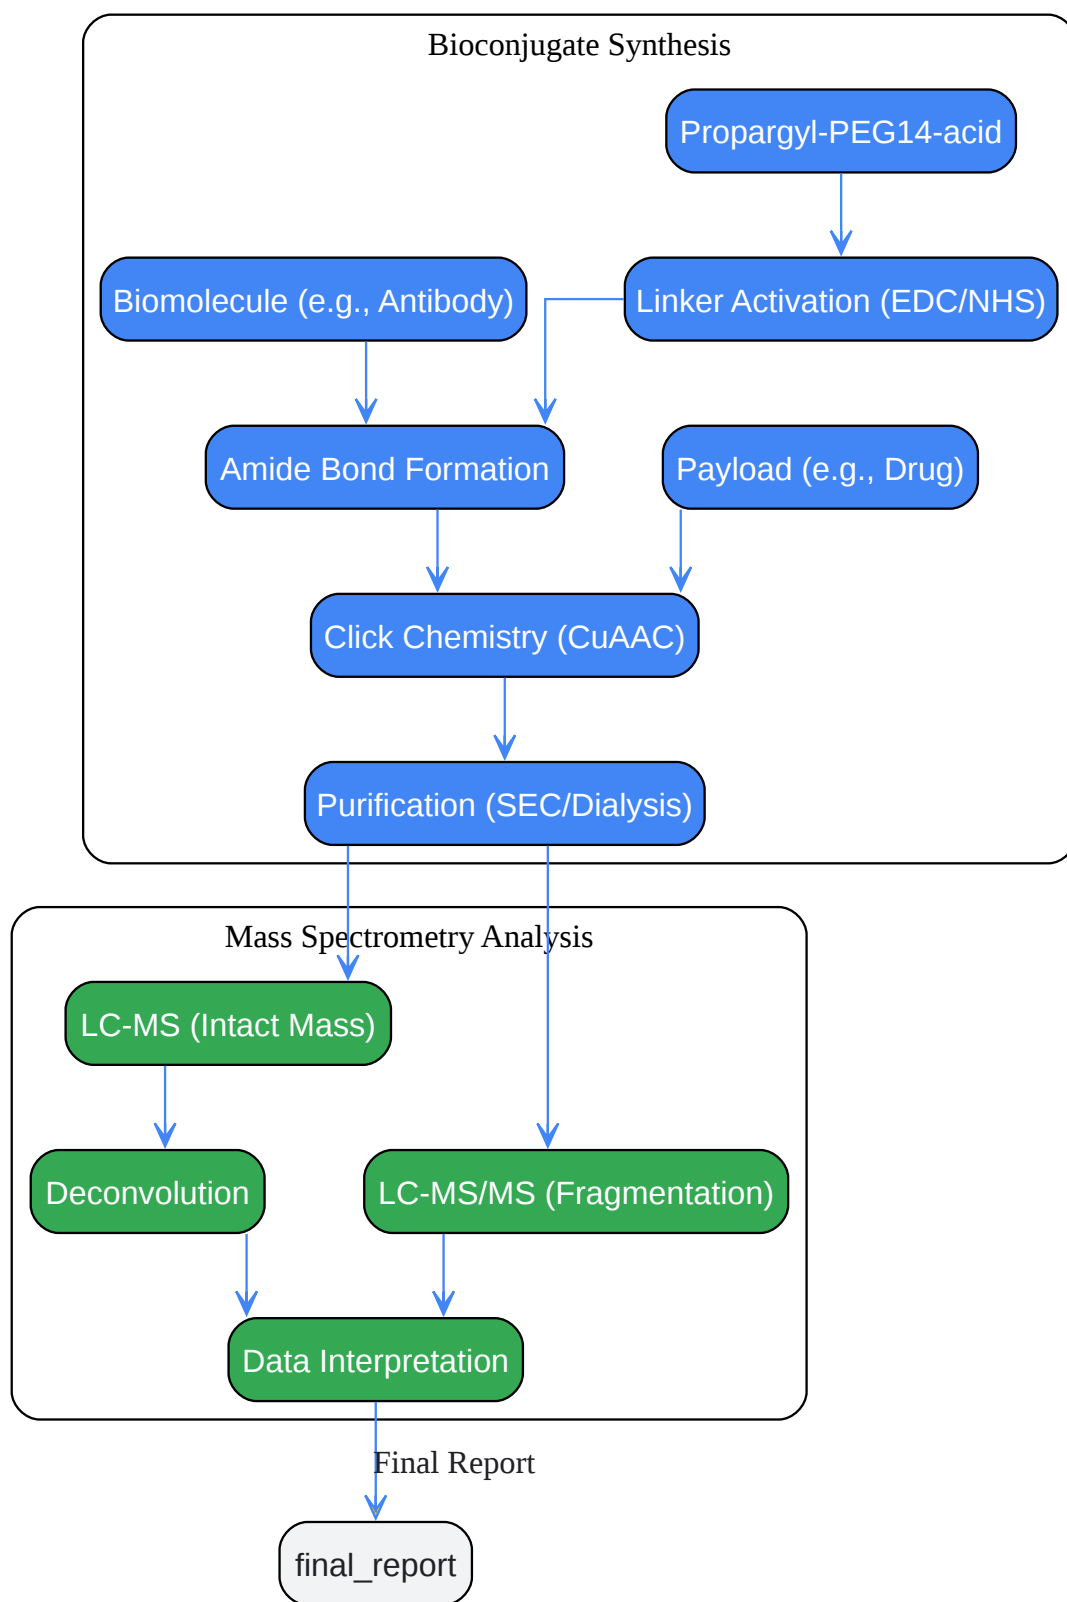 Bioconjugate Synthesis
Propargyl-PEG14-acid
Biomolecule (e.g., Antibody)
Linker Activation (EDC/NHS)
Amide Bond Formation
Payload (e.g., Drug)
Click Chemistry (CuAAC)
Purification (SEC/Dialysis)
Mass Spectrometry Analysis
LC-MS (Intact Mass)
Deconvolution
LC-MS/MS (Fragmentation)
Data Interpretation
Final Report
final_report